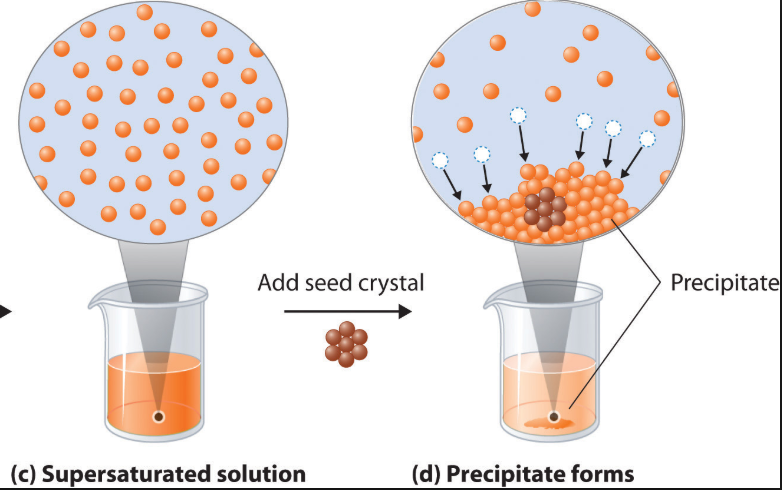 Add seed crystal
Precipitate
(c) Supersaturated solution
(d) Precipitate forms